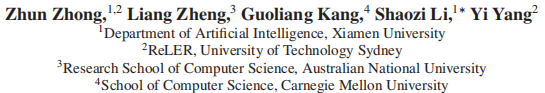 Zhun Zhong,1,2 Liang Zheng,3 Guoliang Kang,4 Shaozi Li,1* Yi Yang2
1Department of Artificial Intelligence, Xiamen University
2ReLER, University of Technology Sydney
3Research School of Computer Science, Australian National University
4School of Computer Science, Carnegie Mellon University